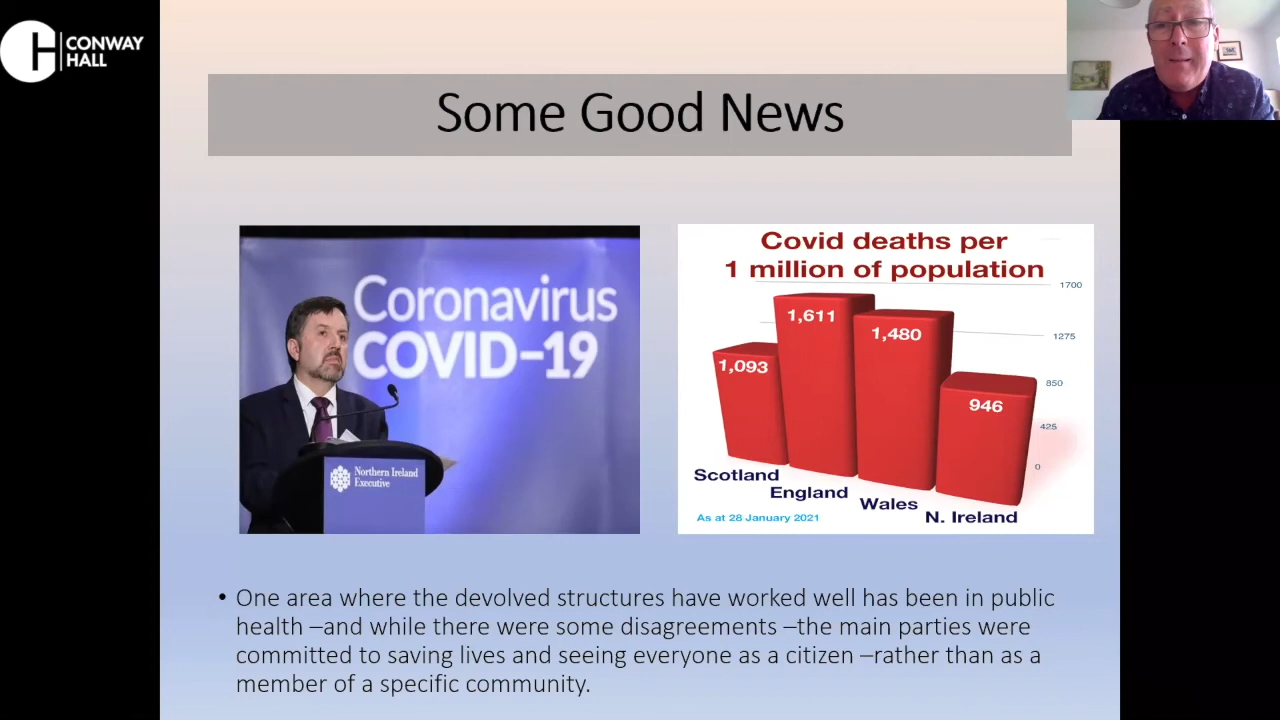 CONWAY
HALL
Some Good News
Coronavirus
COVID-19
Northern Ireland
Executive
Covid deaths per
1 million of population
1700
1275
850
425
0
1,093
1,611
1,480
946
Scotland
England
Wales
N. Ireland
As at 28 January 2021
• One area where the devolved structures have worked well has been in public
health –and while there were some disagreements –the main parties were
committed to saving lives and seeing everyone as a citizen –rather than as a
member of a specific community.